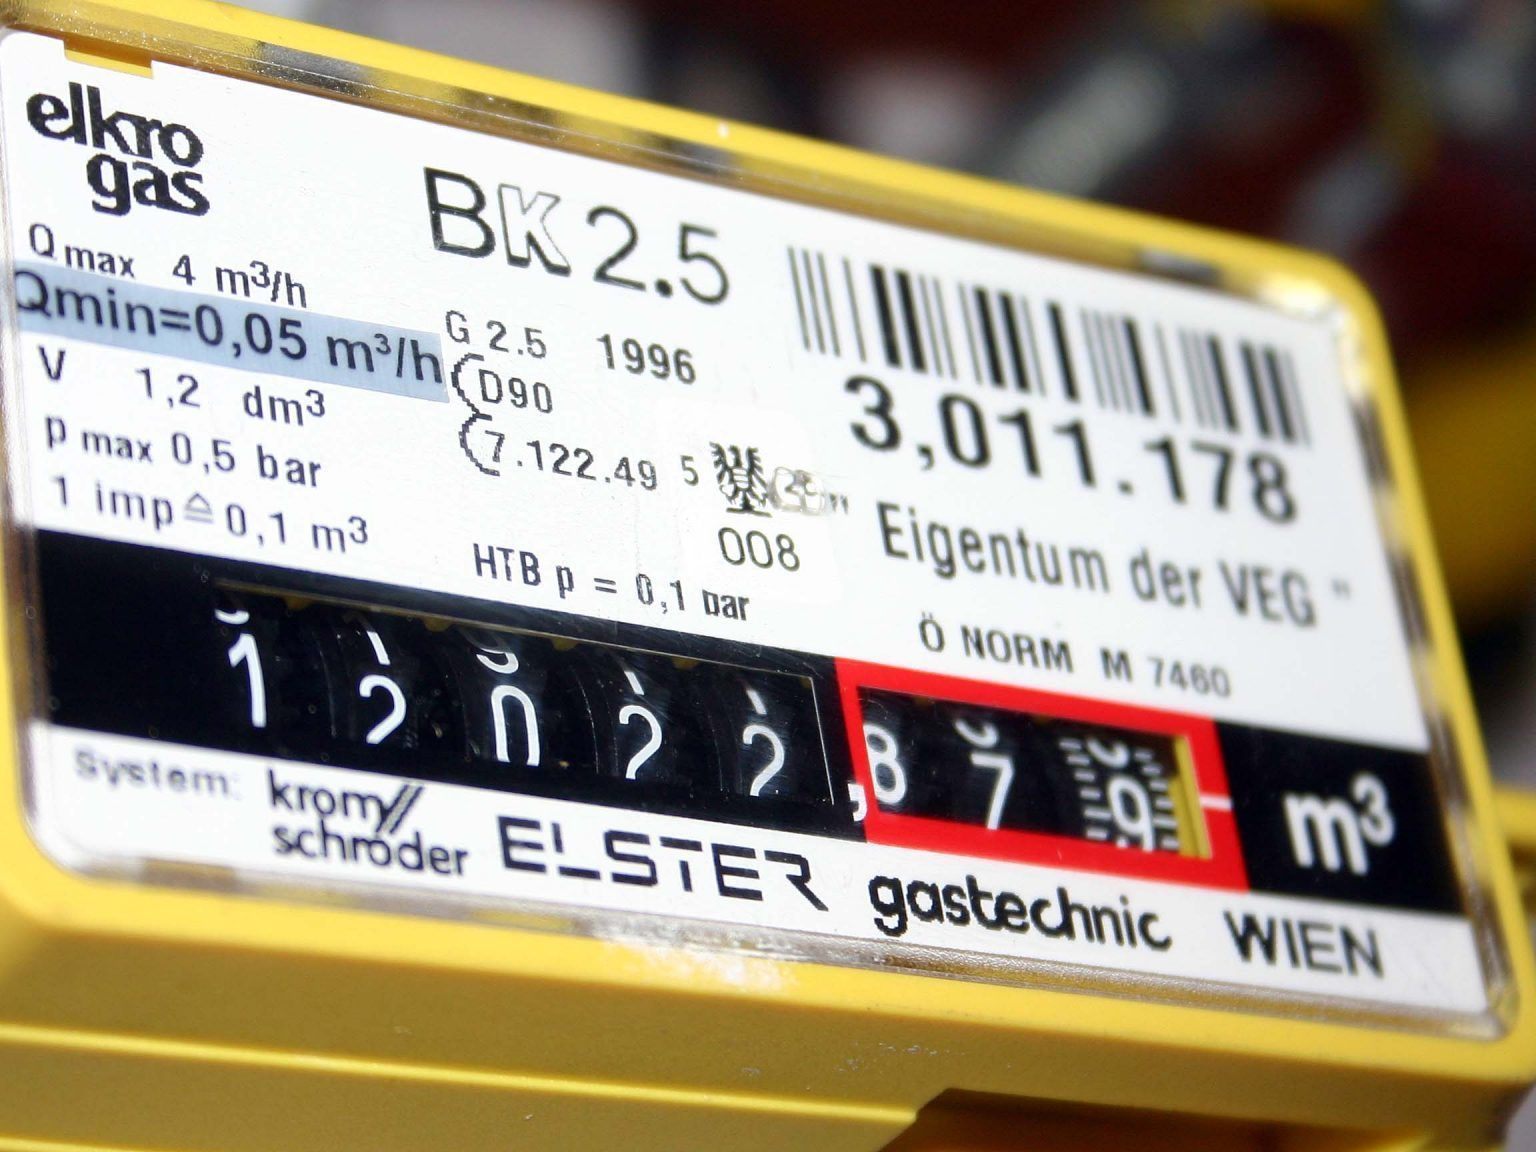 elkro
gas
BK 2.5
Q max 4 m³/h
Qmin=0,05 m³/h
V 1,2 dm³
p max 0,5 bar
1 imp ≙ 0,1 m³
G 2.5 1996
D90
7.122.49 5
008
HTB p = 0,1 bar
3,011.178
Eigentum der VEG "
Ö NORM M 7460
1 2 0 2 2 , 8 7 9 m³
System: krom// schröder ELSTER gastechnic WIEN